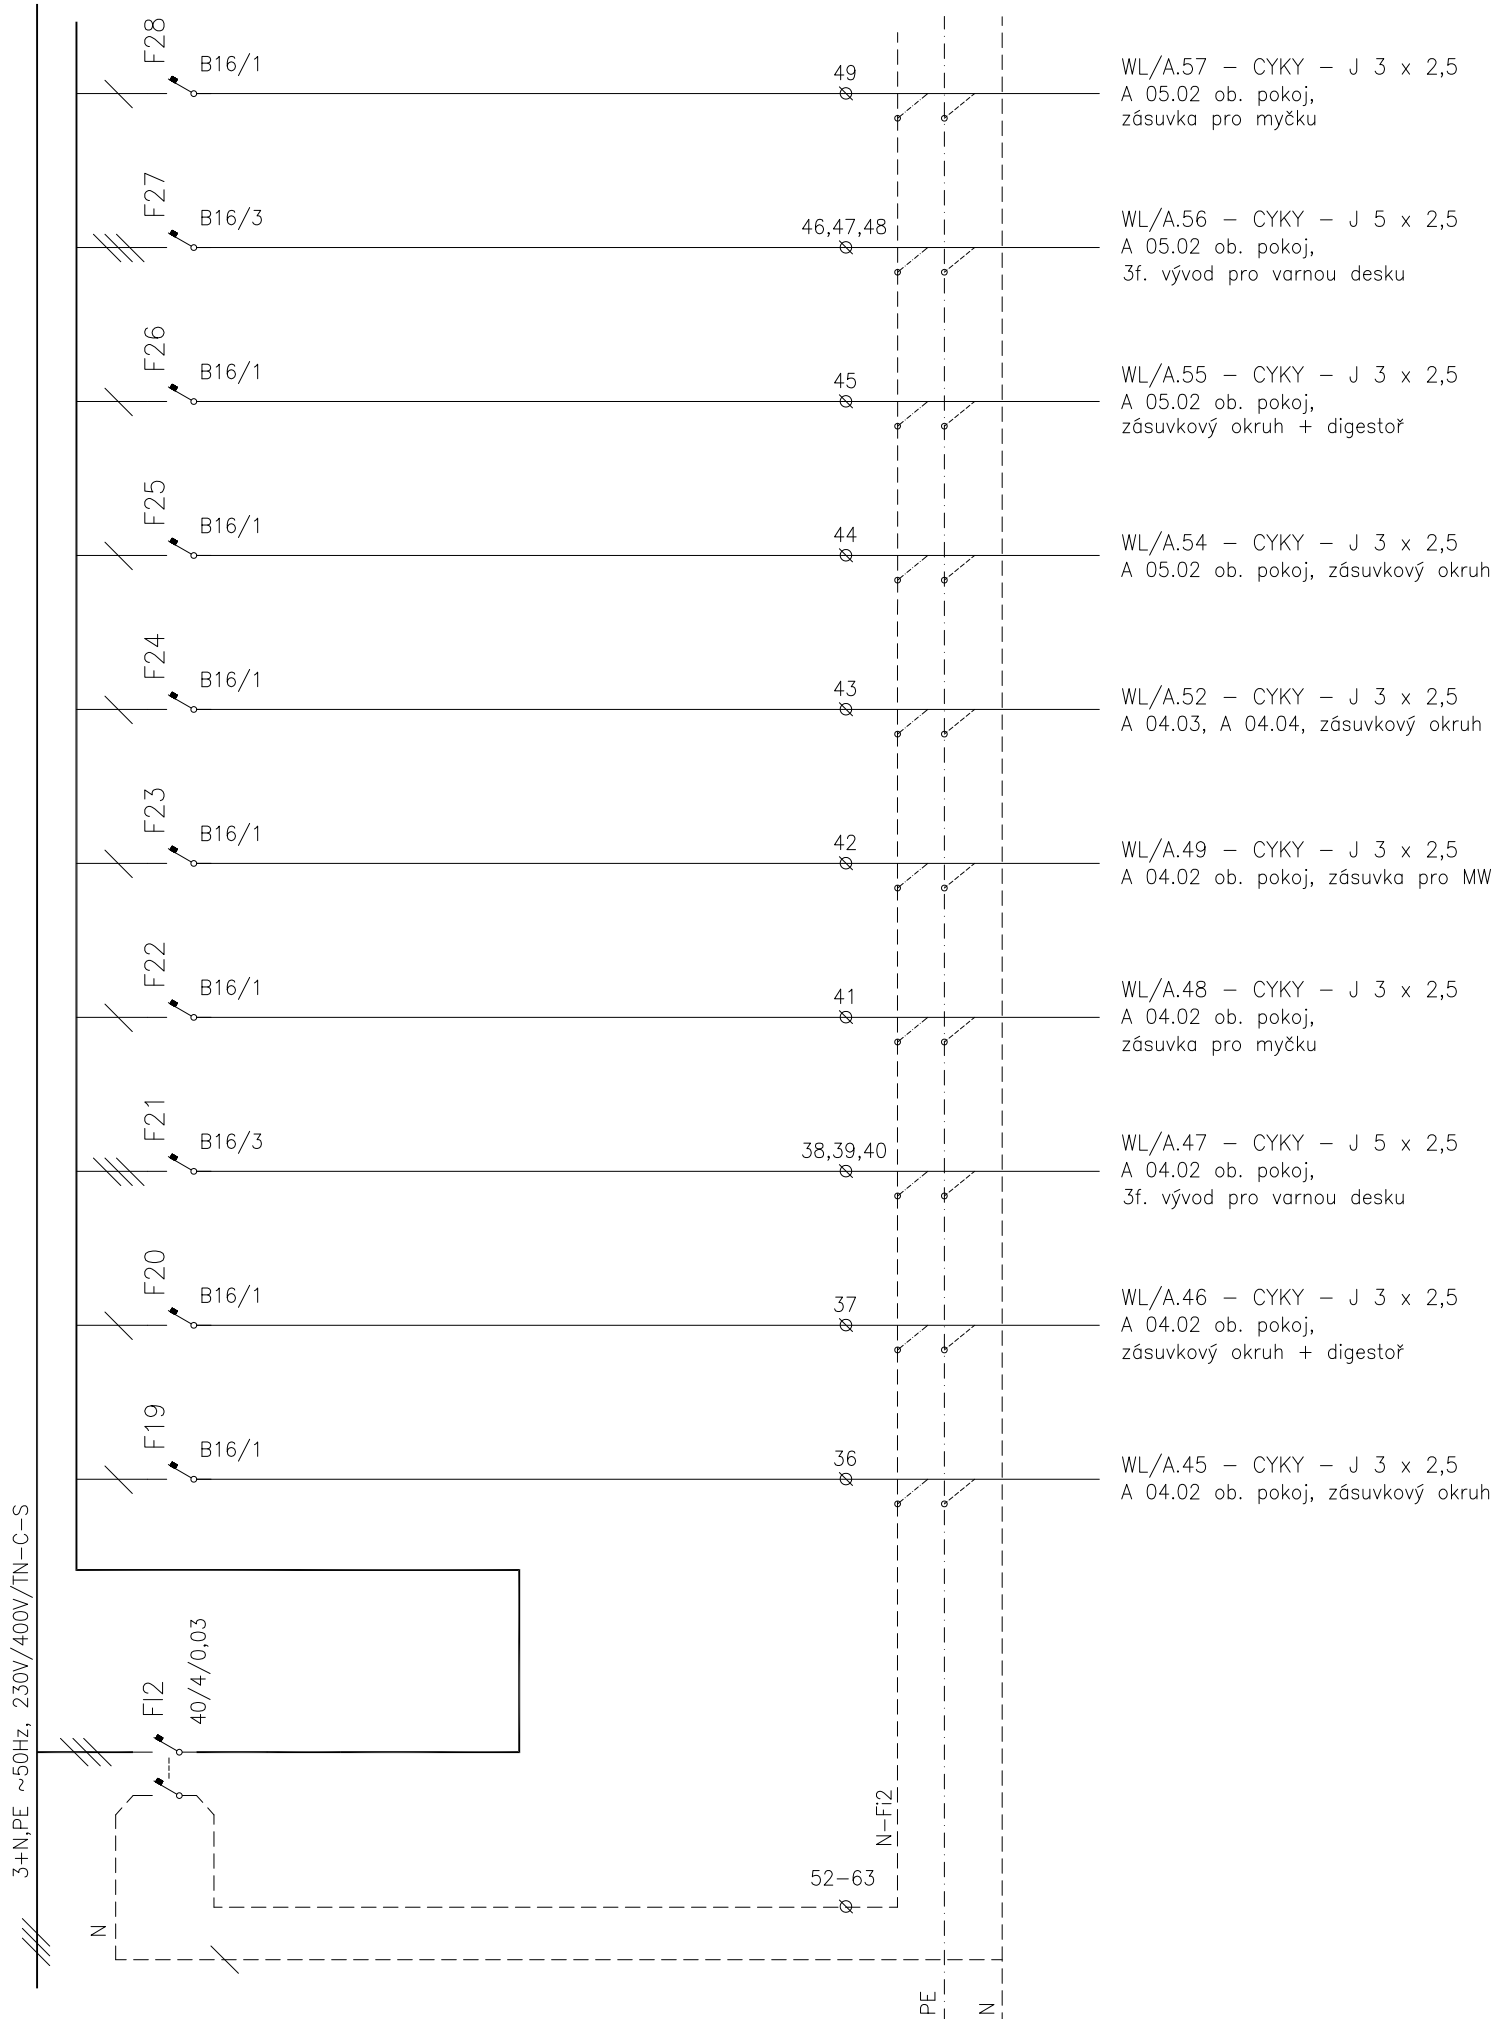 F28
B16/1
49
WL/A.57 – CYKY – J 3 x 2,5
A 05.02 ob. pokoj,
zásuvka pro myčku
F27
B16/3
46,47,48
WL/A.56 – CYKY – J 5 x 2,5
A 05.02 ob. pokoj,
3f. vývod pro varnou desku
F26
B16/1
45
WL/A.55 – CYKY – J 3 x 2,5
A 05.02 ob. pokoj,
zásuvkový okruh + digestoř
F25
B16/1
44
WL/A.54 – CYKY – J 3 x 2,5
A 05.02 ob. pokoj, zásuvkový okruh
F24
B16/1
43
WL/A.52 – CYKY – J 3 x 2,5
A 04.03, A 04.04, zásuvkový okruh
F23
B16/1
42
WL/A.49 – CYKY – J 3 x 2,5
A 04.02 ob. pokoj, zásuvka pro MW
F22
B16/1
41
WL/A.48 – CYKY – J 3 x 2,5
A 04.02 ob. pokoj,
zásuvka pro myčku
F21
B16/3
38,39,40
WL/A.47 – CYKY – J 5 x 2,5
A 04.02 ob. pokoj,
3f. vývod pro varnou desku
F20
B16/1
37
WL/A.46 – CYKY – J 3 x 2,5
A 04.02 ob. pokoj,
zásuvkový okruh + digestoř
F19
B16/1
36
WL/A.45 – CYKY – J 3 x 2,5
A 04.02 ob. pokoj, zásuvkový okruh
3+N,PE ~50Hz, 230V/400V/TN–C–S
FI2
40/4/0,03
N–Fi2
52–63
N
PE
N